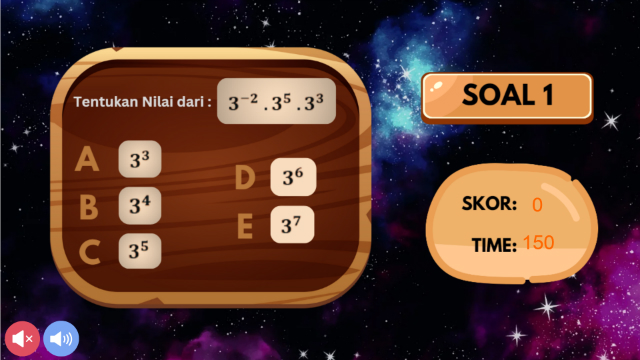 SOAL 1
Tentukan Nilai dari : 3⁻² . 3⁵ . 3³
A 3³
B 3⁴
C 3⁵
D 3⁶
E 3⁷
SKOR: 0
TIME: 150